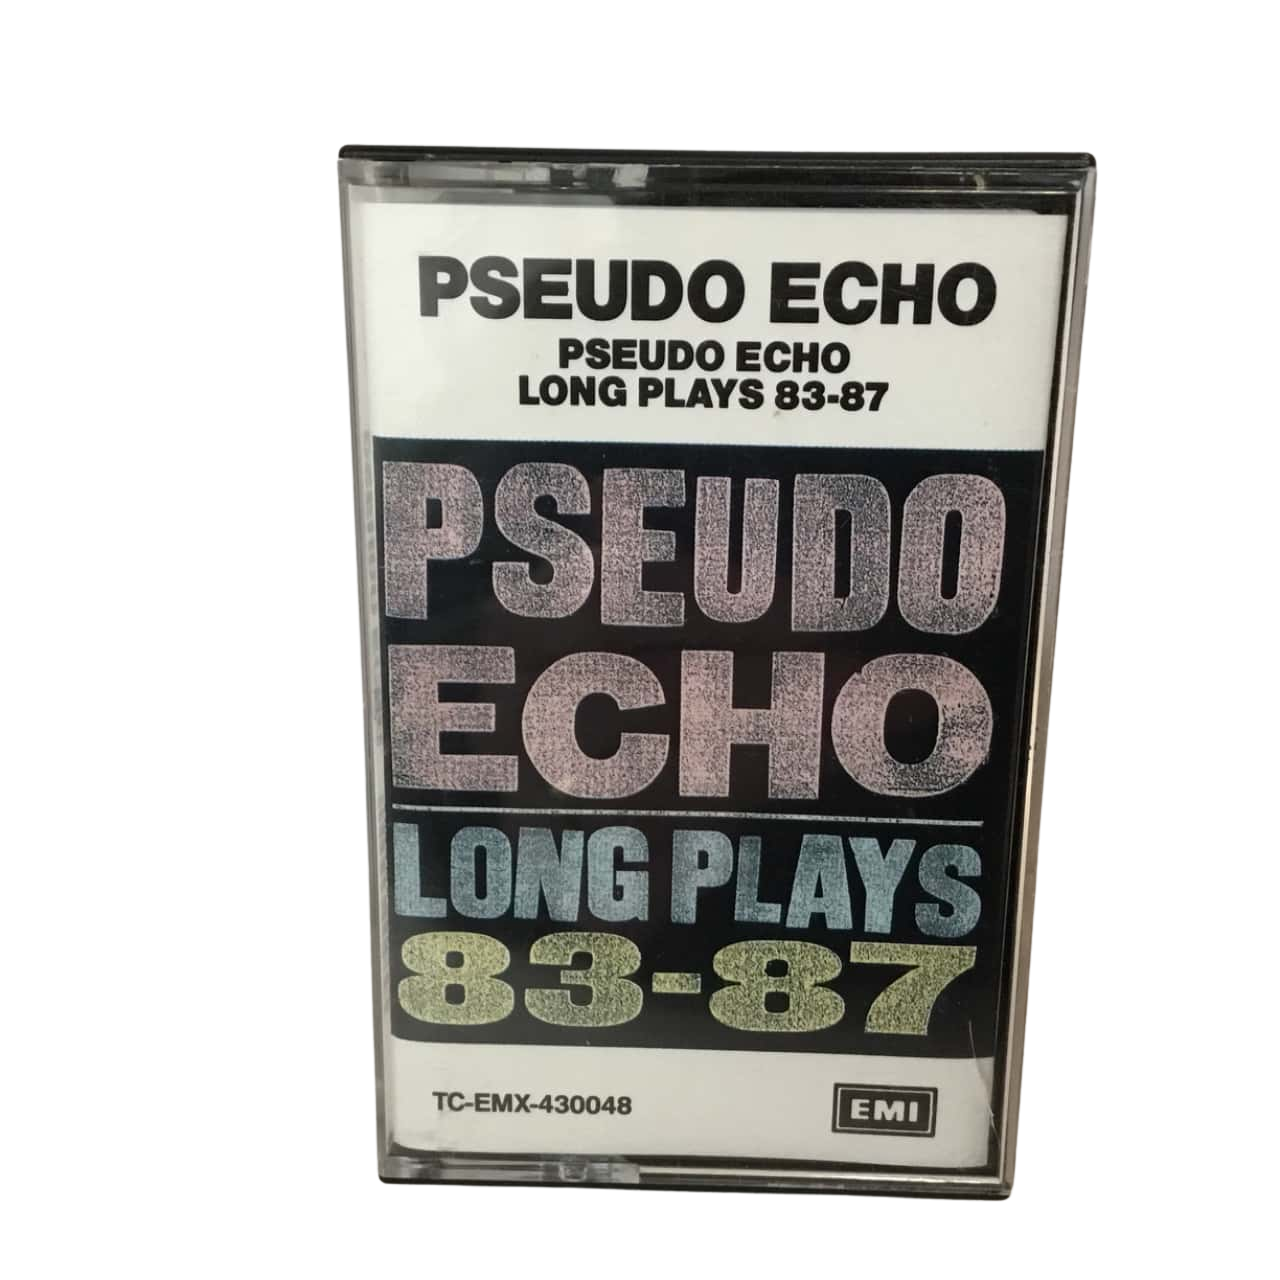 PSEUDO ECHO
PSEUDO ECHO
LONG PLAYS 83-87
PSEUDO
ECHO
LONG PLAYS
83-87
TC-EMX-430048
EMI